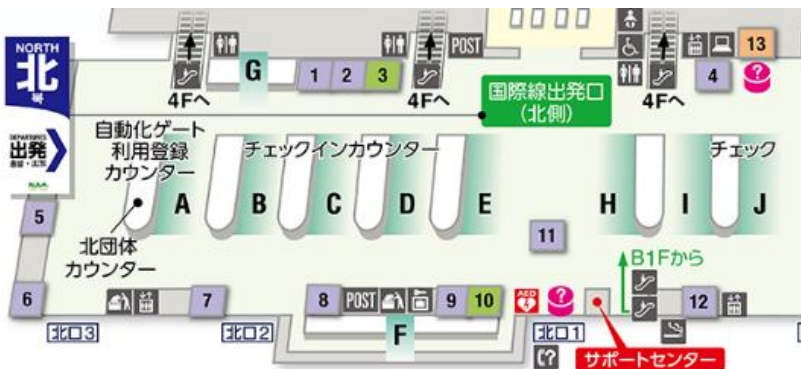 NORTH
北
DEPARTURES
出発
NAA
4Fへ
G
1
2
3
4Fへ
POST
国際線出発口
(北側)
4Fへ
4
13
自動化ゲート
利用登録
カウンター
チェックインカウンター
チェック
A
B
C
D
E
H
I
J
北団体
カウンター
5
11
B1Fから
6
7
8
POST
9
10
AED
12
F
北口3
北口2
北口1
サポートセンター